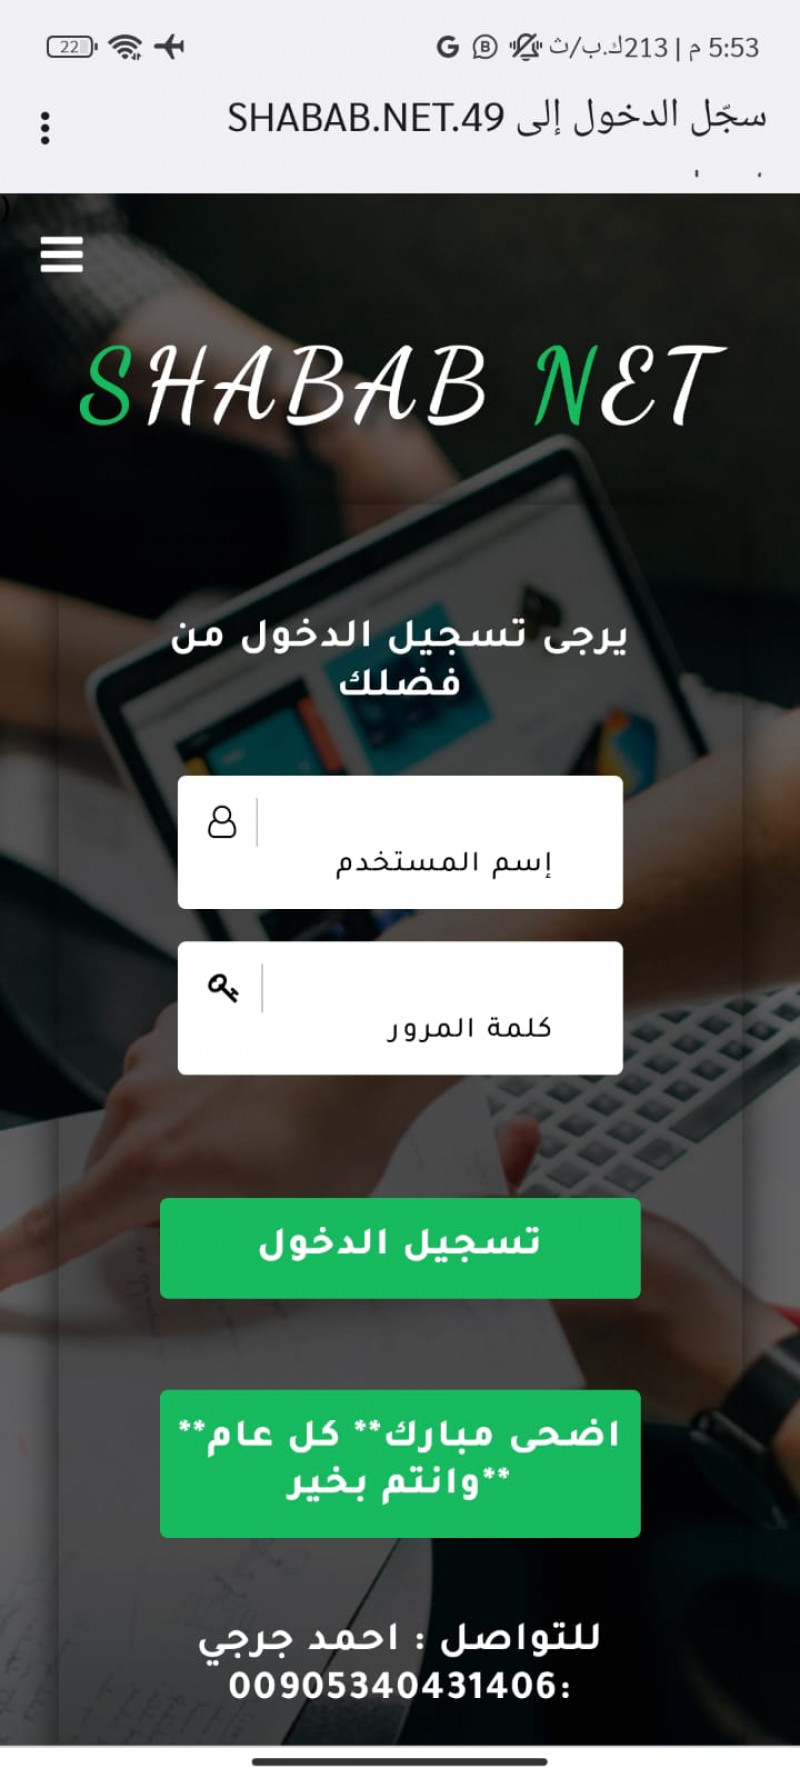 5:53 م | 213ك.ب/ث
22
سجّل الدخول إلى SHABAB.NET.49
SHABAB NET
يرجى تسجيل الدخول من
فضلك
إسم المستخدم
كلمة المرور
تسجيل الدخول
**اضحى مبارك** كل عام
وانتم بخير**
للتواصل : احمد جرجي
:00905340431406